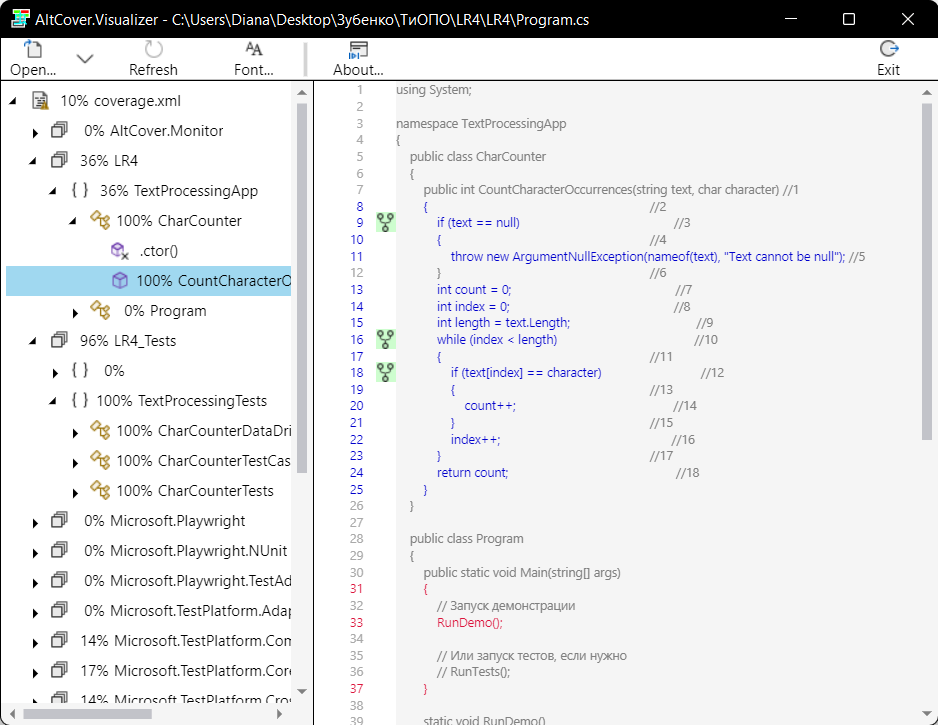 AltCover.Visualizer - C:\Users\Diana\Desktop\Зубенко\ТиОПО\LR4\LR4\Program.cs
Open... Refresh Font... About... Exit
10% coverage.xml
0% AltCover.Monitor
36% LR4
{ } 36% TextProcessingApp
100% CharCounter
.ctor()
100% CountCharacterO
0% Program
96% LR4_Tests
{ } 0%
{ } 100% TextProcessingTests
100% CharCounterDataDri
100% CharCounterTestCas
100% CharCounterTests
0% Microsoft.Playwright
0% Microsoft.Playwright.NUnit
0% Microsoft.Playwright.TestAd
0% Microsoft.TestPlatform.Adap
14% Microsoft.TestPlatform.Com
17% Microsoft.TestPlatform.Core
14% Microsoft.TestPlatform.Cros
1 using System;
2
3 namespace TextProcessingApp
4 {
5 public class CharCounter
6 {
7 public int CountCharacterOccurrences(string text, char character) //1
8 { //2
9 if (text == null) //3
10 { //4
11 throw new ArgumentNullException(nameof(text), "Text cannot be null"); //5
12 } //6
13 int count = 0; //7
14 int index = 0; //8
15 int length = text.Length; //9
16 while (index < length) //10
17 { //11
18 if (text[index] == character) //12
19 { //13
20 count++; //14
21 } //15
22 index++; //16
23 } //17
24 return count; //18
25 }
26 }
27
28 public class Program
29 {
30 public static void Main(string[] args)
31 {
32 // Запуск демонстрации
33 RunDemo();
34
35 // Или запуск тестов, если нужно
36 // RunTests();
37 }
38
39 static void RunDemo()